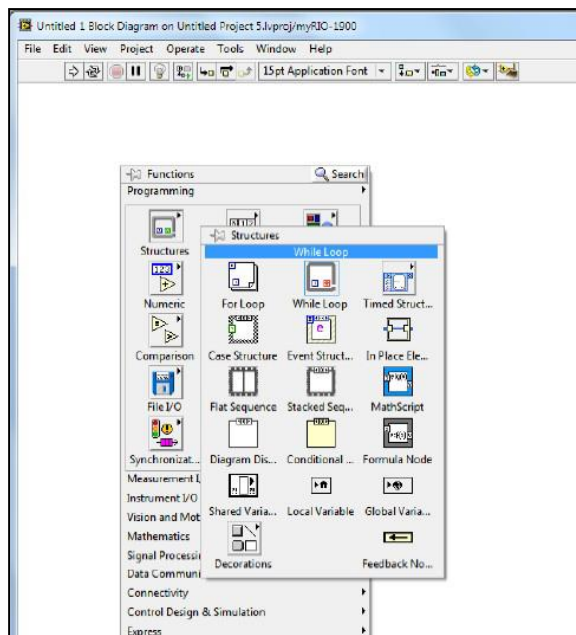 Untitled 1 Block Diagram on Untitled Project 5.lvproj/myRIO-1900
File Edit View Project Operate Tools Window Help
15pt Application Font
Functions Search
Programming
Structures
While Loop
Structures
For Loop While Loop Timed Struct...
Numeric
Comparison Case Structure Event Struct... In Place Ele...
File I/O Flat Sequence Stacked Seq... MathScript
Synchronizat... Diagram Dis... Conditional ... Formula Node
Measurement I
Instrument I/O Shared Varia... Local Variable Global Varia...
Vision and Mot
Mathematics
Signal Processi Decorations Feedback No...
Data Communi
Connectivity
Control Design & Simulation
Express